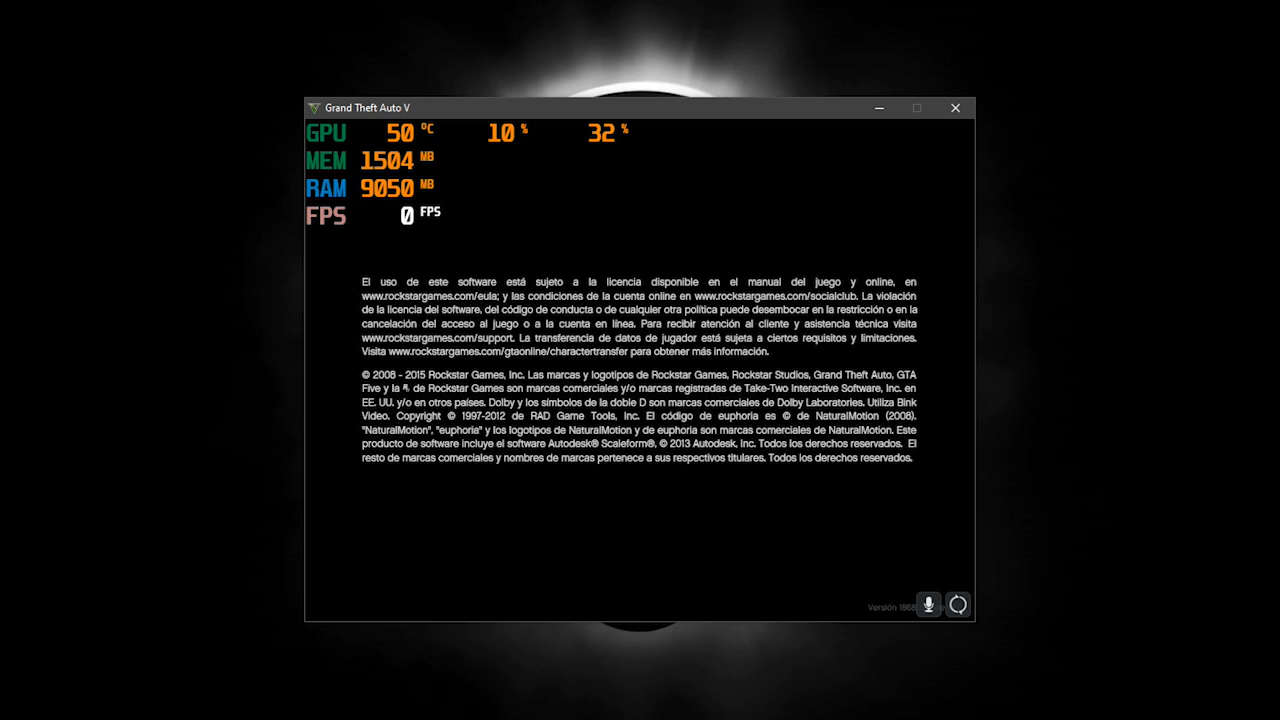 Grand Theft Auto V
GPU 50 °C 10 % 32 %
MEM 1504 MB
RAM 9050 MB
FPS 0 FPS
El uso de este software está sujeto a la licencia disponible en el manual del juego y online, en
www.rockstargames.com/eula; y las condiciones de la cuenta online en www.rockstargames.com/socialclub. La violación
de la licencia del software, del código de conducta o de cualquier otra política puede desembocar en la restricción o en la
cancelación del acceso al juego o a la cuenta en línea. Para recibir atención al cliente y asistencia técnica visita
www.rockstargames.com/support. La transferencia de datos de jugador está sujeta a ciertos requisitos y limitaciones.
Visita www.rockstargames.com/gtaonline/charactertransfer para obtener más información.
© 2008 - 2015 Rockstar Games, Inc. Las marcas y logotipos de Rockstar Games, Rockstar Studios, Grand Theft Auto, GTA
Five y la R* de Rockstar Games son marcas comerciales y/o marcas registradas de Take-Two Interactive Software, Inc. en
EE. UU. y/o en otros países. Dolby y los símbolos de la doble D son marcas comerciales de Dolby Laboratories. Utiliza Bink
Video. Copyright © 1997-2012 de RAD Game Tools, Inc. El código de euphoria es © de NaturalMotion (2008).
"NaturalMotion", "euphoria" y los logotipos de NaturalMotion y de euphoria son marcas comerciales de NaturalMotion. Este
producto de software incluye el software Autodesk® Scaleform®, © 2013 Autodesk, Inc. Todos los derechos reservados. El
resto de marcas comerciales y nombres de marcas pertenece a sus respectivos titulares. Todos los derechos reservados.
Versión 1868